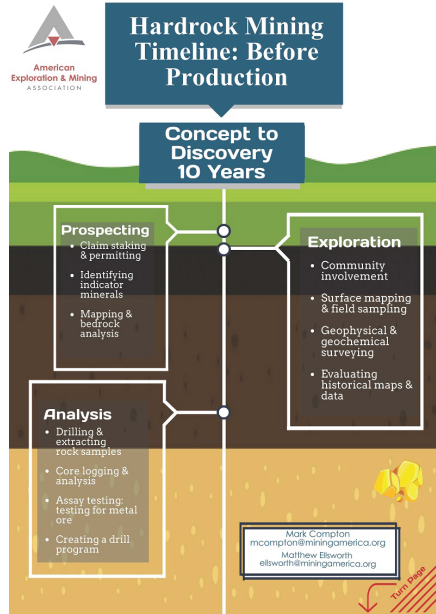 American
Exploration & Mining
ASSOCIATION
Hardrock Mining
Timeline: Before
Production
Concept to
Discovery
10 Years
Prospecting
• Claim staking
& permitting
• Identifying
indicator
minerals
• Mapping &
bedrock
analysis
Exploration
• Community
involvement
• Surface mapping
& field sampling
• Geophysical &
geochemical
surveying
• Evaluating
historical maps &
data
Analysis
• Drilling &
extracting
rock samples
• Core logging &
analysis
• Assay testing:
testing for metal
ore
• Creating a drill
program
Mark Compton
mcompton@miningamerica.org
Matthew Ellsworth
ellsworth@miningamerica.org
Turn Page